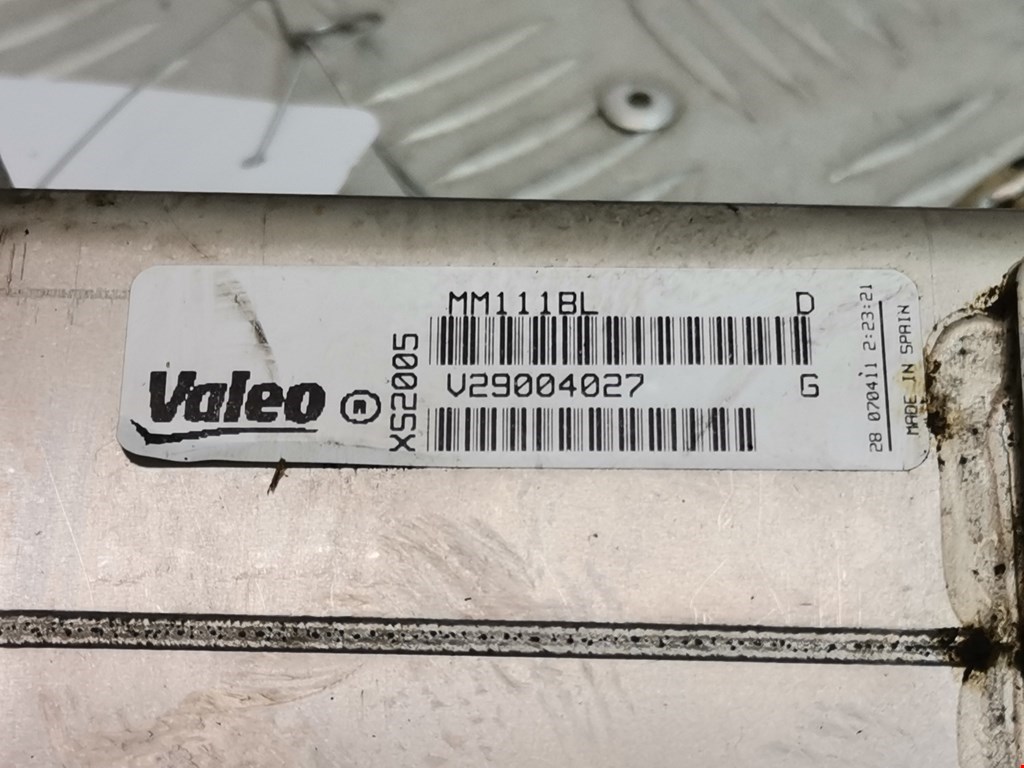 MM111BL D
Valeo
N
XS2005
V29004027 G
28 070411 2:23:21
MADE IN SPAIN